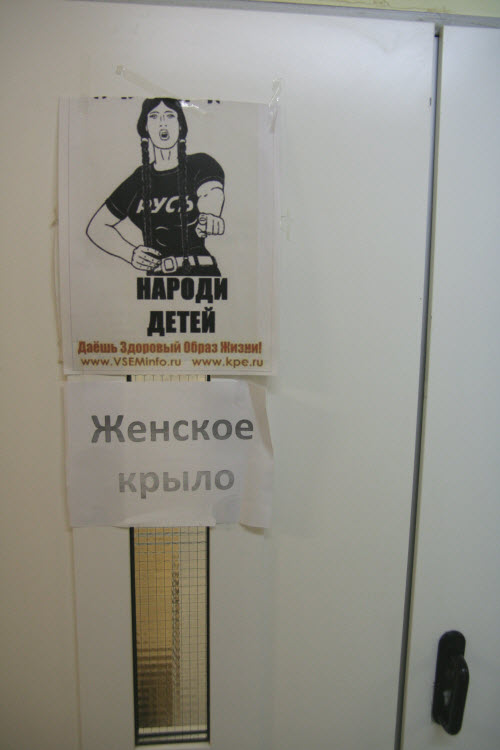 РУСЬ
НАРОДИ
ДЕТЕЙ
Даёшь Здоровый Образ Жизни!
www.VSEMinfo.ru www.kpe.ru
Женское
крыло